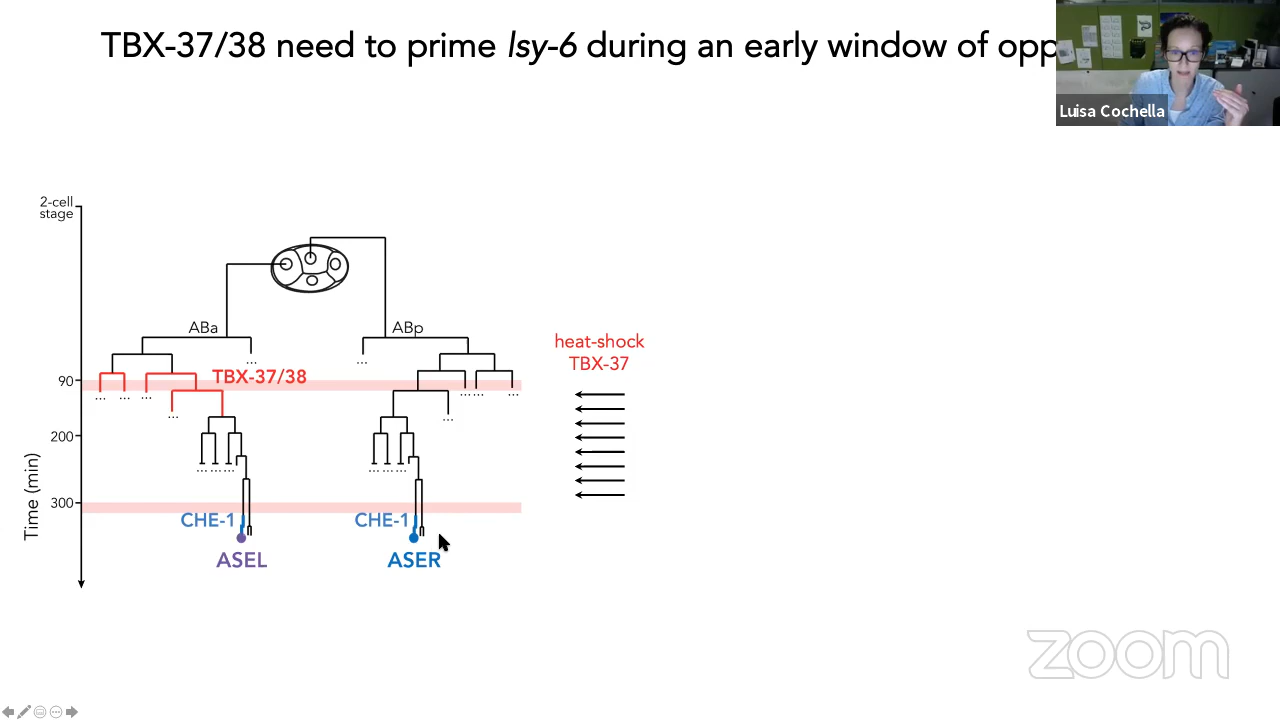 TBX-37/38 need to prime lsy-6 during an early window of opp
Luisa Cochella
2-cell
stage
ABa
ABp
heat-shock
TBX-37
TBX-37/38
90
200
300
Time (min)
CHE-1
CHE-1
ASEL
ASER
zoom